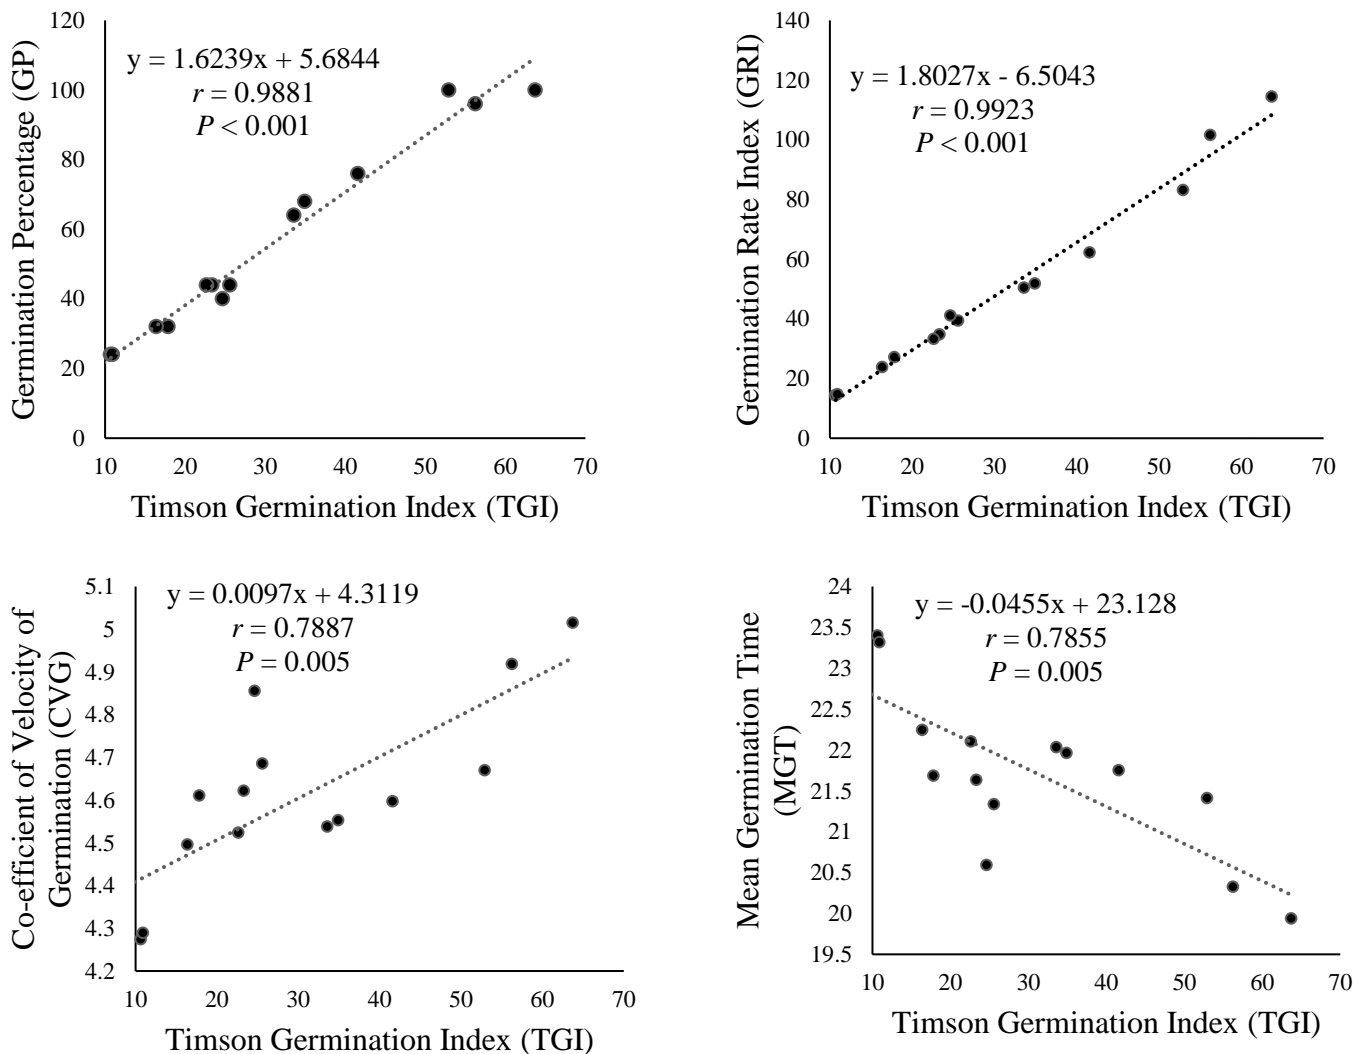 120
100
80
60
40
20
0
Germination Percentage (GP)
y = 1.6239x + 5.6844
r = 0.9881
P < 0.001
10 20 30 40 50 60 70
Timson Germination Index (TGI)
140
120
100
80
60
40
20
0
Germination Rate Index (GRI)
y = 1.8027x - 6.5043
r = 0.9923
P < 0.001
10 20 30 40 50 60 70
Timson Germination Index (TGI)
5.1
5
4.9
4.8
4.7
4.6
4.5
4.4
4.3
4.2
Co-efficient of Velocity of
Germination (CVG)
y = 0.0097x + 4.3119
r = 0.7887
P = 0.005
10 20 30 40 50 60 70
Timson Germination Index (TGI)
24
23.5
23
22.5
22
21.5
21
20.5
20
19.5
Mean Germination Time
(MGT)
y = -0.0455x + 23.128
r = 0.7855
P = 0.005
10 20 30 40 50 60 70
Timson Germination Index (TGI)